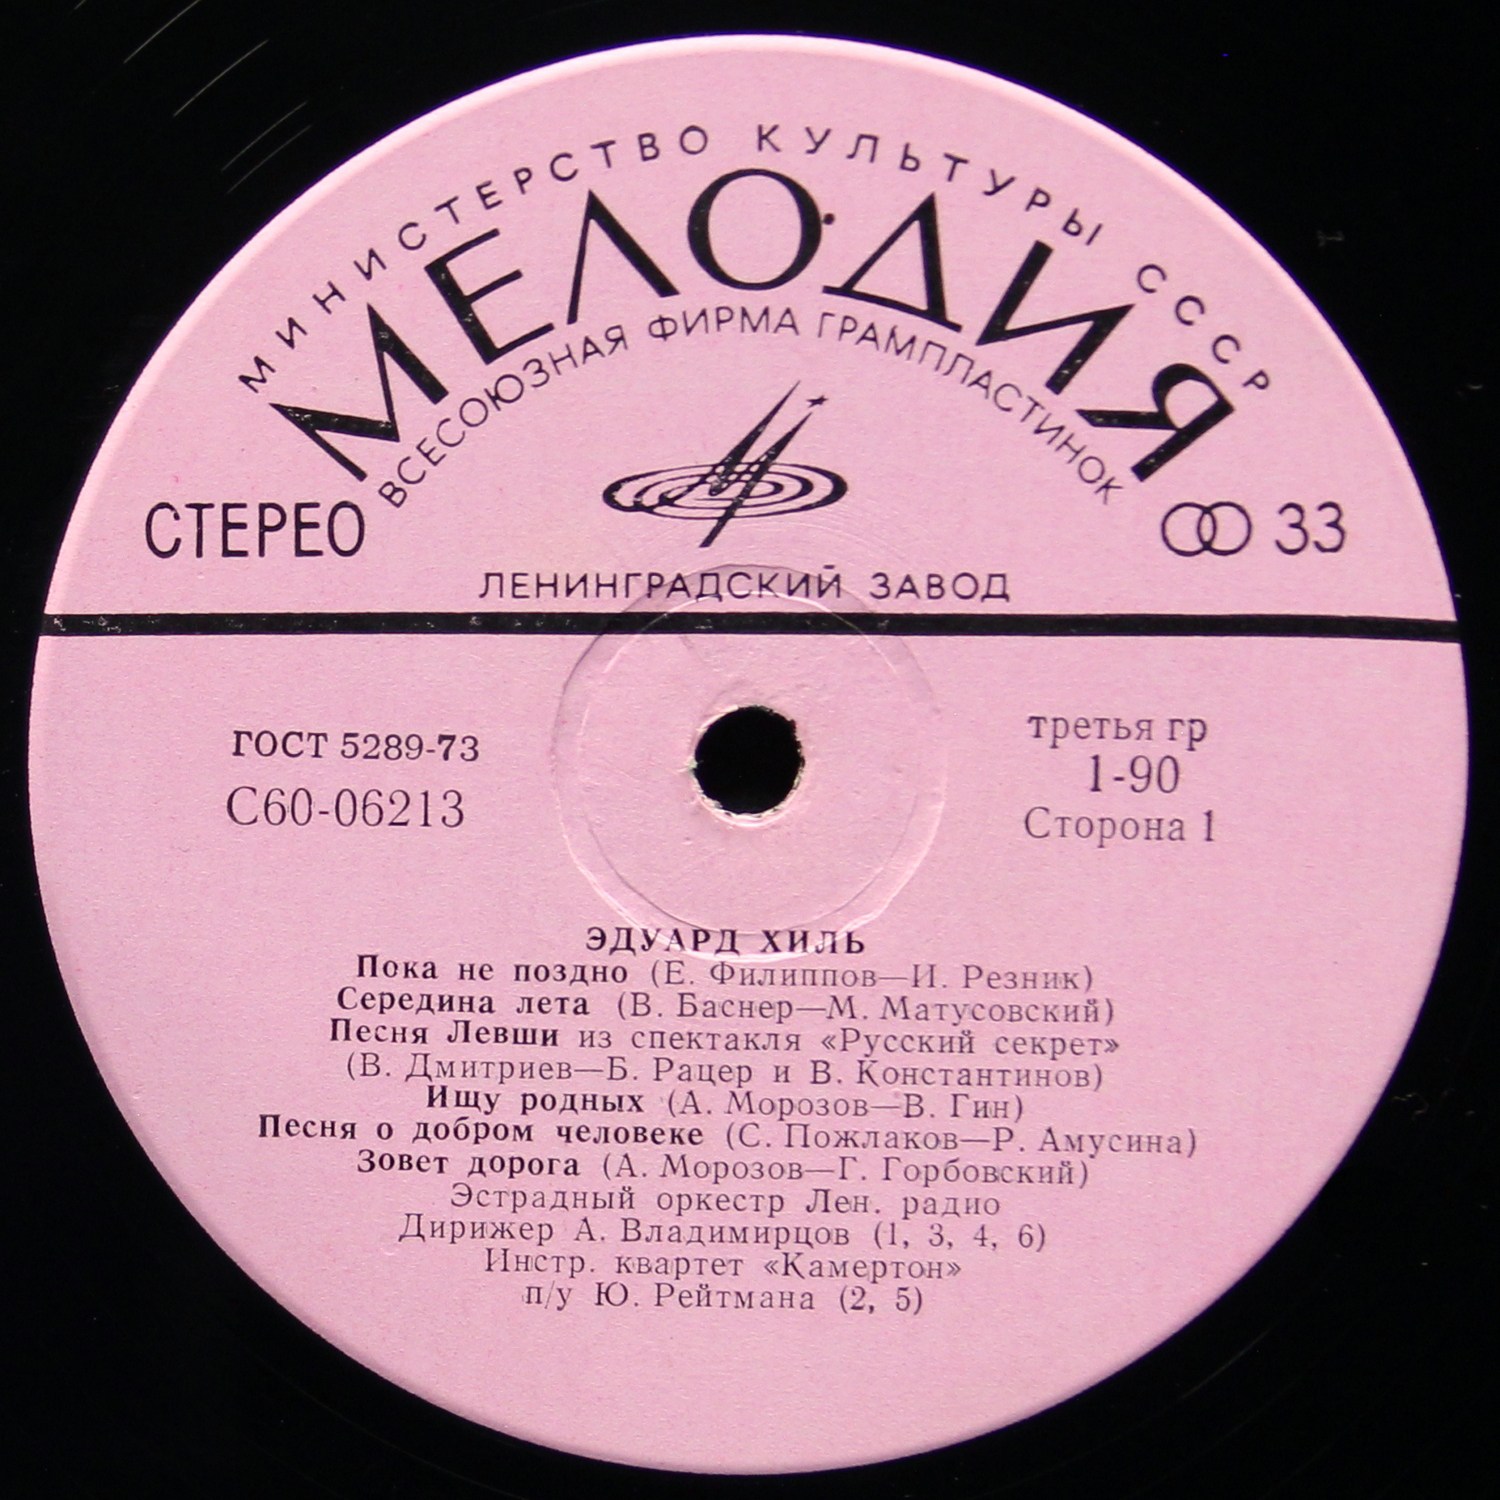 МИНИСТЕРСТВО КУЛЬТУРЫ СССР
МЕЛОДИЯ
ВСЕСОЮЗНАЯ ФИРМА ГРАМПЛАСТИНОК
СТЕРЕО
33
ЛЕНИНГРАДСКИЙ ЗАВОД
ГОСТ 5289-73
С60-06213
третья гр
1-90
Сторона 1
ЭДУАРД ХИЛЬ
Пока не поздно (Е. Филиппов—И. Резник)
Середина лета (В. Баснер—М. Матусовский)
Песня Левши из спектакля «Русский секрет»
(В. Дмитриев—Б. Рацер и В. Константинов)
Ищу родных (А. Морозов—В. Гин)
Песня о добром человеке (С. Пожлаков—Р. Амусина)
Зовет дорога (А. Морозов—Г. Горбовский)
Эстрадный оркестр Лен. радио
Дирижер А. Владимирцов (1, 3, 4, 6)
Инстр. квартет «Камертон»
п/у Ю. Рейтмана (2, 5)